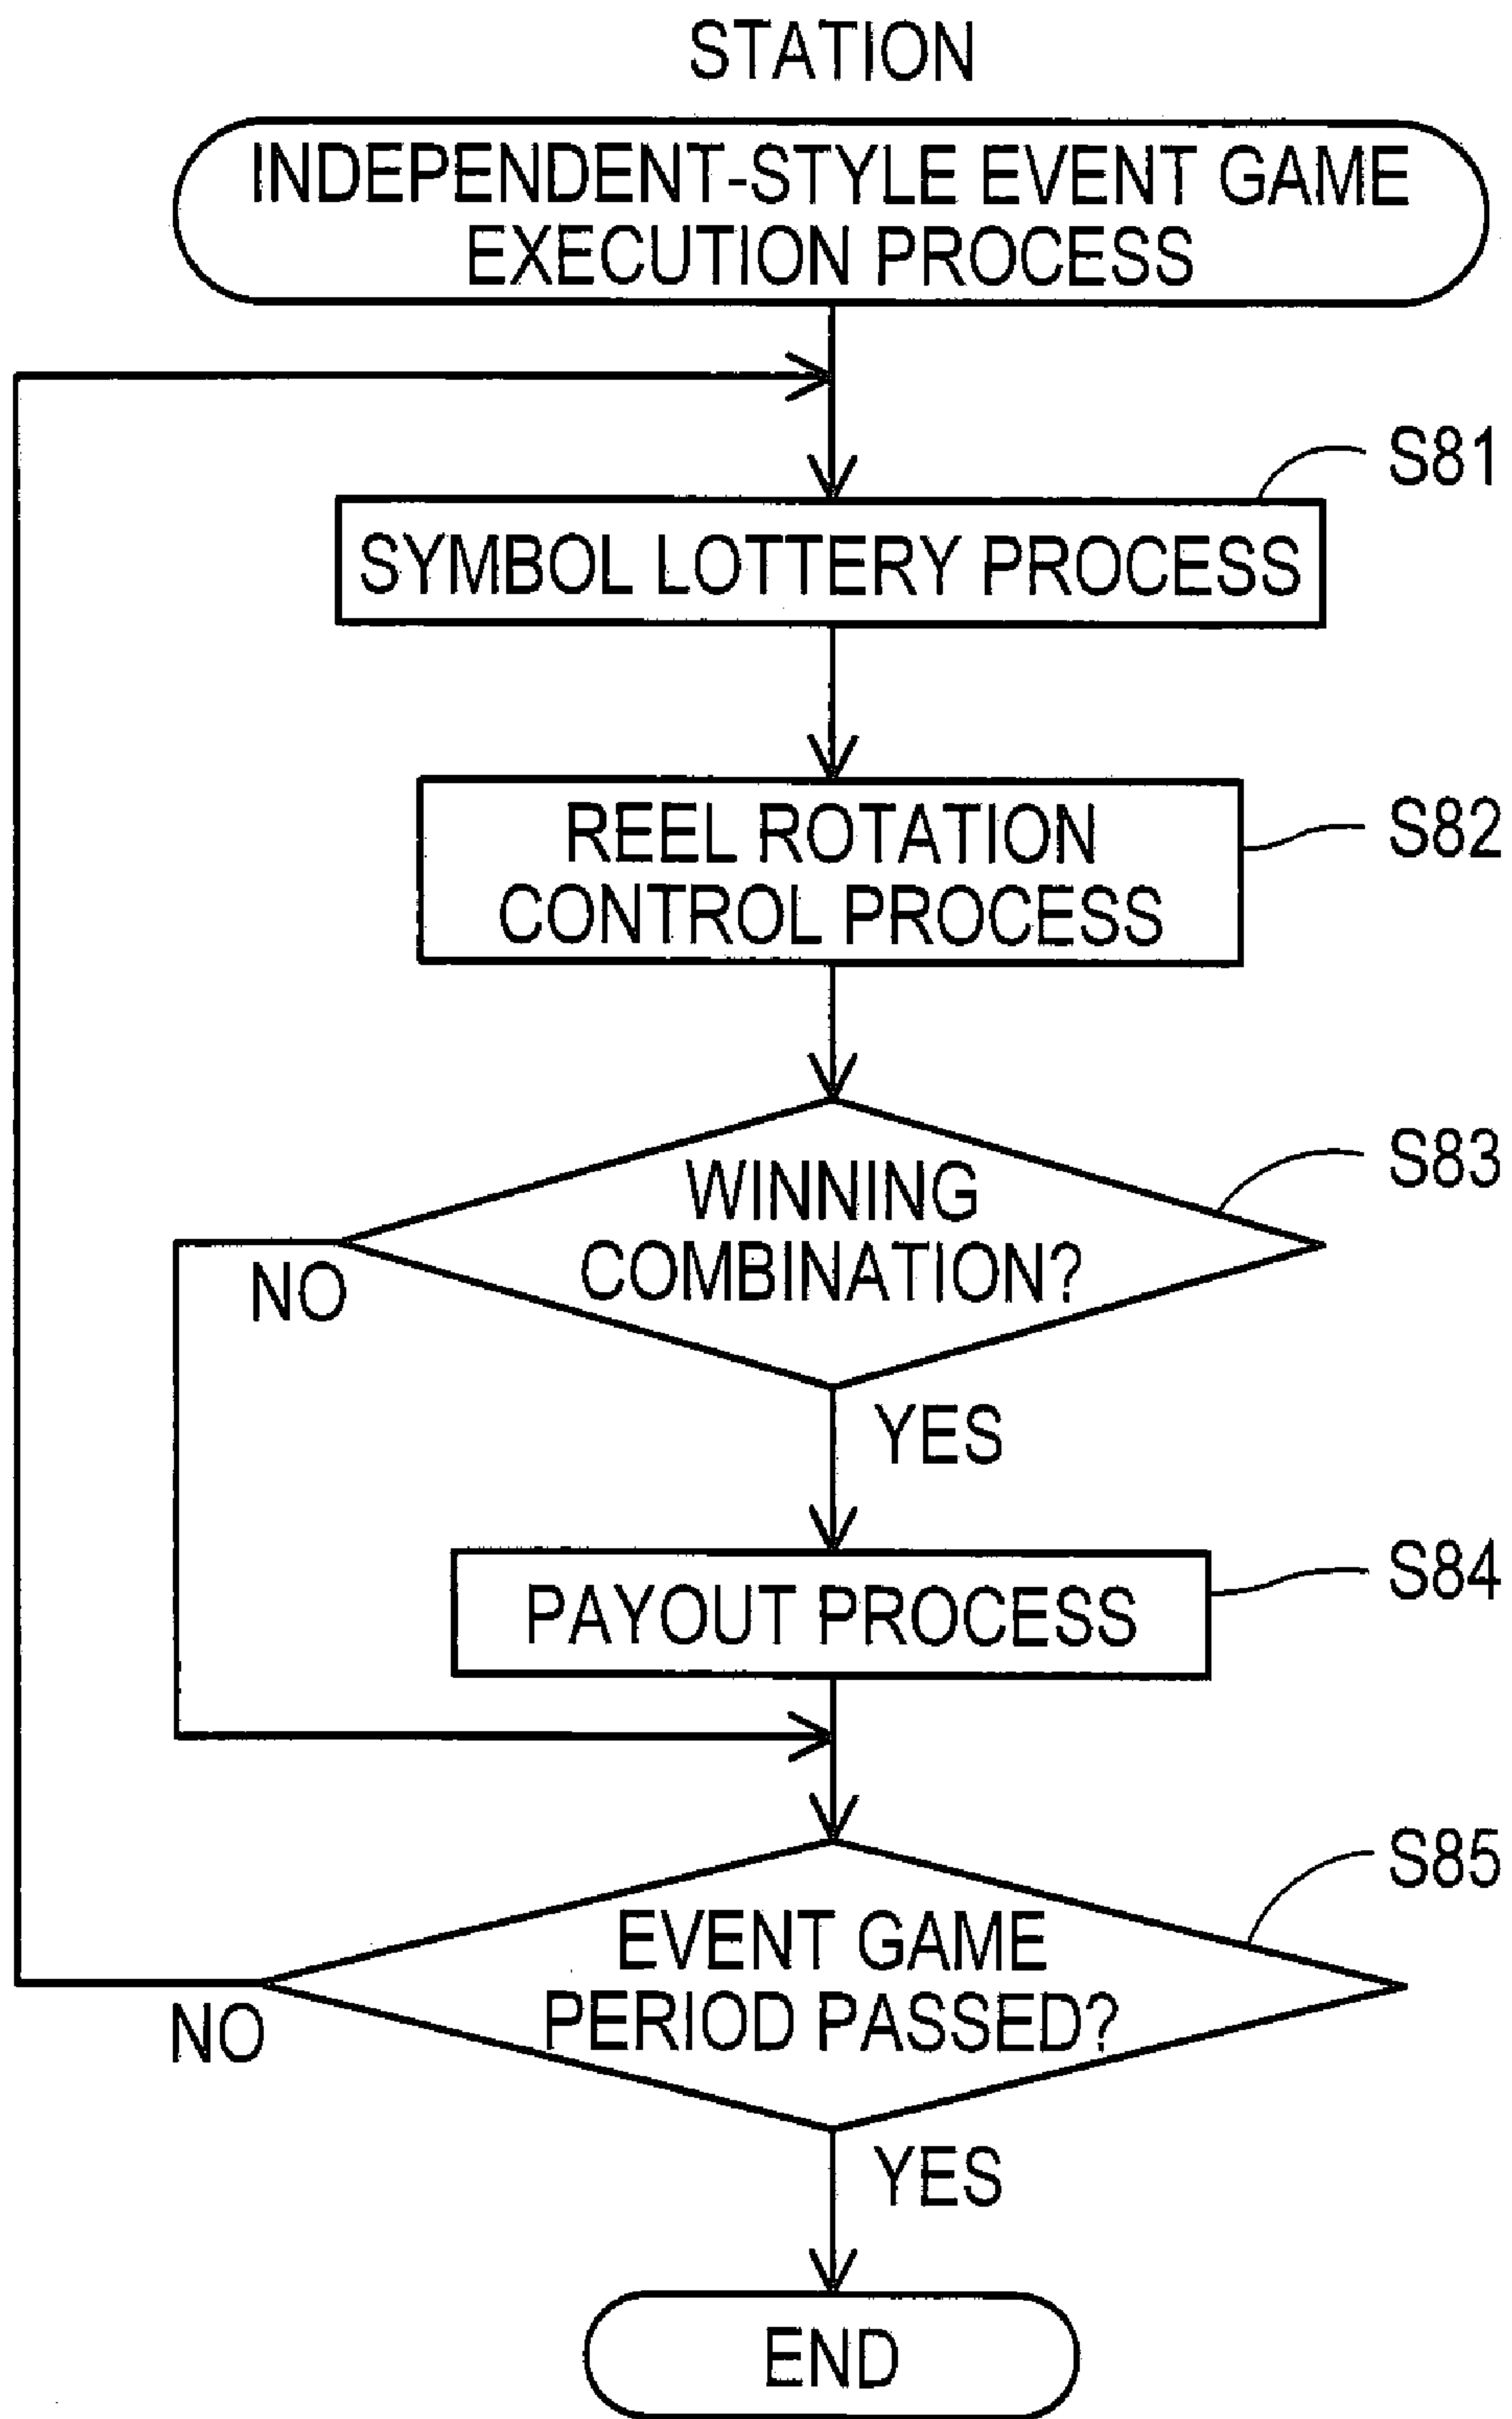 STATION
INDEPENDENT-STYLE EVENT GAME
EXECUTION PROCESS
S81
SYMBOL LOTTERY PROCESS
REEL ROTATION
CONTROL PROCESS
S82
WINNING
COMBINATION?
S83
NO
YES
PAYOUT PROCESS
S84
EVENT GAME
PERIOD PASSED?
S85
NO
YES
END